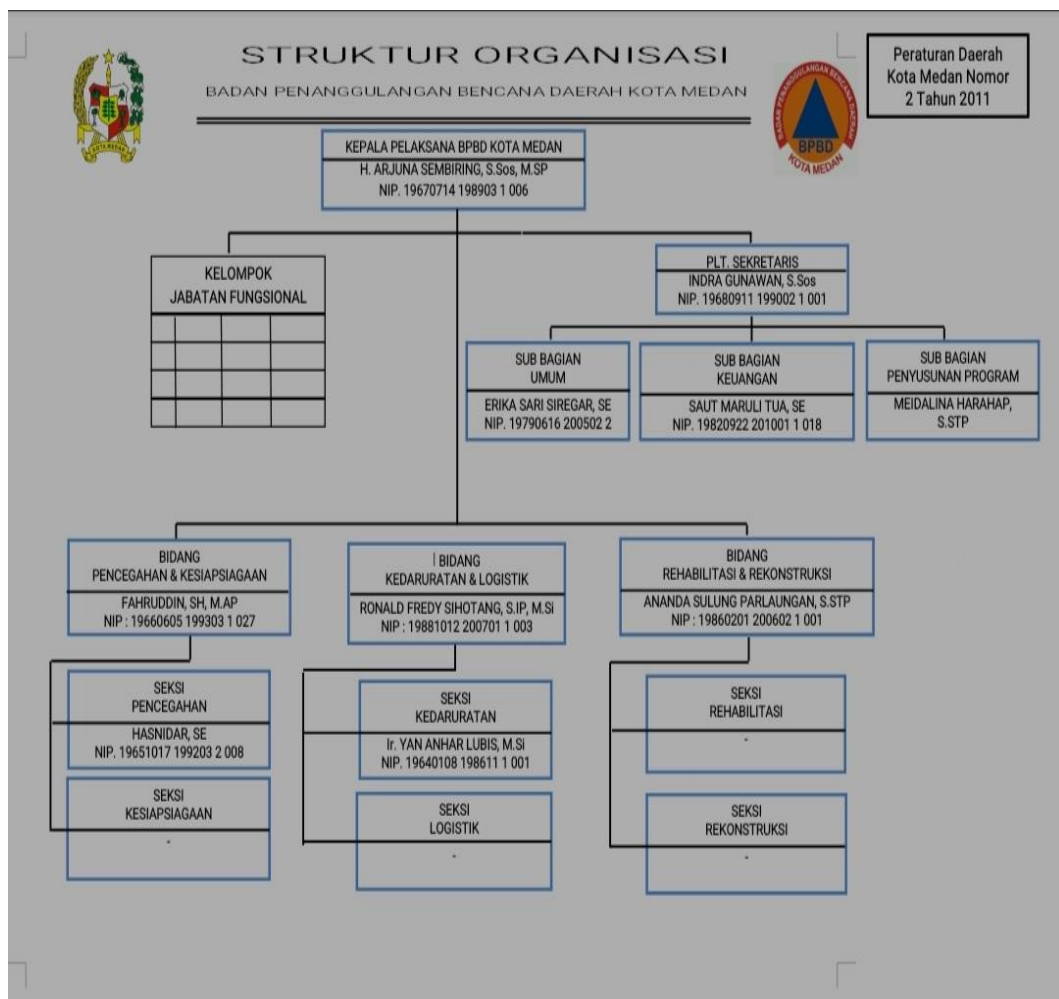 STRUKTUR ORGANISASI
BADAN PENANGGULANGAN BENCANA DAERAH KOTA MEDAN
Peraturan Daerah
Kota Medan Nomor
2 Tahun 2011
KOTA MEDAN
BADAN PENANGGULANGAN BENCANA DAERAH
BPBD
KOTA MEDAN
KEPALA PELAKSANA BPBD KOTA MEDAN
H. ARJUNA SEMBIRING, S.Sos, M.SP
NIP. 19670714 198903 1 006
KELOMPOK
JABATAN FUNGSIONAL
PLT. SEKRETARIS
INDRA GUNAWAN, S.Sos
NIP. 19680911 199002 1 001
SUB BAGIAN
UMUM
ERIKA SARI SIREGAR, SE
NIP. 19790616 200502 2
SUB BAGIAN
KEUANGAN
SAUT MARULI TUA, SE
NIP. 19820922 201001 1 018
SUB BAGIAN
PENYUSUNAN PROGRAM
MEIDALINA HARAHAP,
S.STP
BIDANG
PENCEGAHAN & KESIAPSIAGAAN
FAHRUDDIN, SH, M.AP
NIP : 19660605 199303 1 027
BIDANG
KEDARURATAN & LOGISTIK
RONALD FREDY SIHOTANG, S.IP, M.Si
NIP : 19881012 200701 1 003
BIDANG
REHABILITASI & REKONSTRUKSI
ANANDA SULUNG PARLAUNGAN, S.STP
NIP : 19860201 200602 1 001
SEKSI
PENCEGAHAN
HASNIDAR, SE
NIP. 19651017 199203 2 008
SEKSI
KESIAPSIAGAAN
-
SEKSI
KEDARURATAN
Ir. YAN ANHAR LUBIS, M.Si
NIP. 19640108 198611 1 001
SEKSI
LOGISTIK
-
SEKSI
REHABILITASI
-
SEKSI
REKONSTRUKSI
-